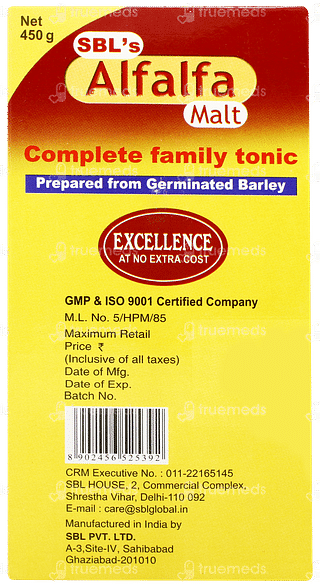 Net
450 g
SBL's
Alfalfa
Malt
Complete family tonic
Prepared from Germinated Barley
EXCELLENCE
AT NO EXTRA COST
GMP & ISO 9001 Certified Company
M.L. No. 5/HPM/85
Maximum Retail
Price ₹
(Inclusive of all taxes)
Date of Mfg.
Date of Exp.
Batch No.
8 902456 525392
CRM Executive No. : 011-22165145
SBL HOUSE, 2, Commercial Complex,
Shrestha Vihar, Delhi-110 092
E-mail : care@sblglobal.in
Manufactured in India by
SBL PVT. LTD.
A-3,Site-IV, Sahibabad
Ghaziabad-201010
truemeds